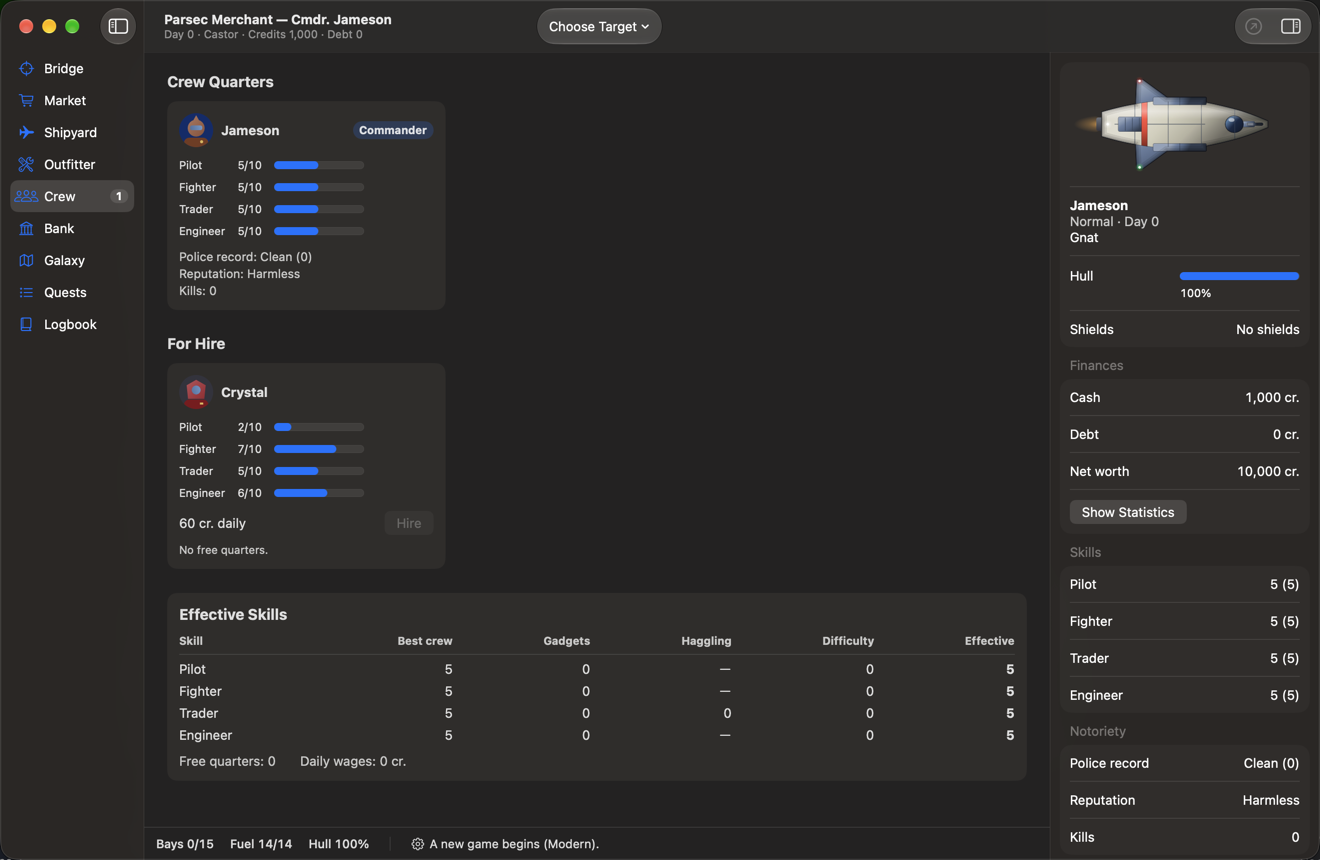 Parsec Merchant — Cmdr. Jameson
Day 0 · Castor · Credits 1,000 · Debt 0
Choose Target
Bridge
Market
Shipyard
Outfitter
Crew 1
Bank
Galaxy
Quests
Logbook
Crew Quarters
Jameson Commander
Pilot 5/10
Fighter 5/10
Trader 5/10
Engineer 5/10
Police record: Clean (0)
Reputation: Harmless
Kills: 0
For Hire
Crystal
Pilot 2/10
Fighter 7/10
Trader 5/10
Engineer 6/10
60 cr. daily Hire
No free quarters.
Effective Skills
Skill Best crew Gadgets Haggling Difficulty Effective
Pilot 5 0 — 0 5
Fighter 5 0 — 0 5
Trader 5 0 0 0 5
Engineer 5 0 — 0 5
Free quarters: 0 Daily wages: 0 cr.
Bays 0/15 Fuel 14/14 Hull 100% A new game begins (Modern).
Jameson
Normal · Day 0
Gnat
Hull
100%
Shields No shields
Finances
Cash 1,000 cr.
Debt 0 cr.
Net worth 10,000 cr.
Show Statistics
Skills
Pilot 5 (5)
Fighter 5 (5)
Trader 5 (5)
Engineer 5 (5)
Notoriety
Police record Clean (0)
Reputation Harmless
Kills 0